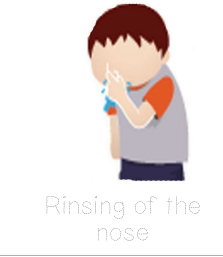 Rinsing of the
nose